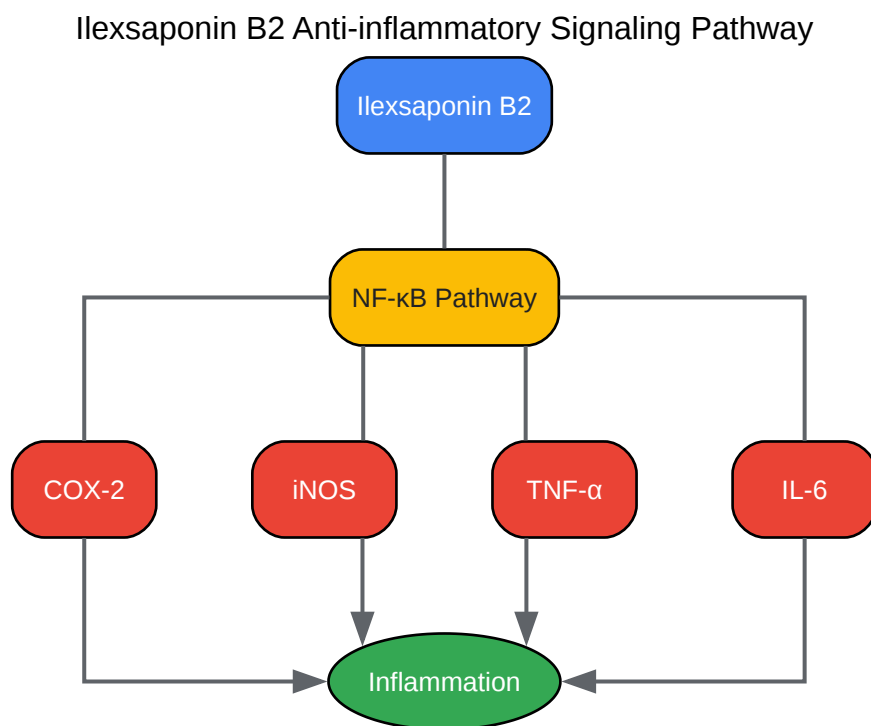 Ilexsaponin B2 Anti-inflammatory Signaling Pathway
Ilexsaponin B2
NF-κB Pathway
COX-2
iNOS
TNF-α
IL-6
Inflammation